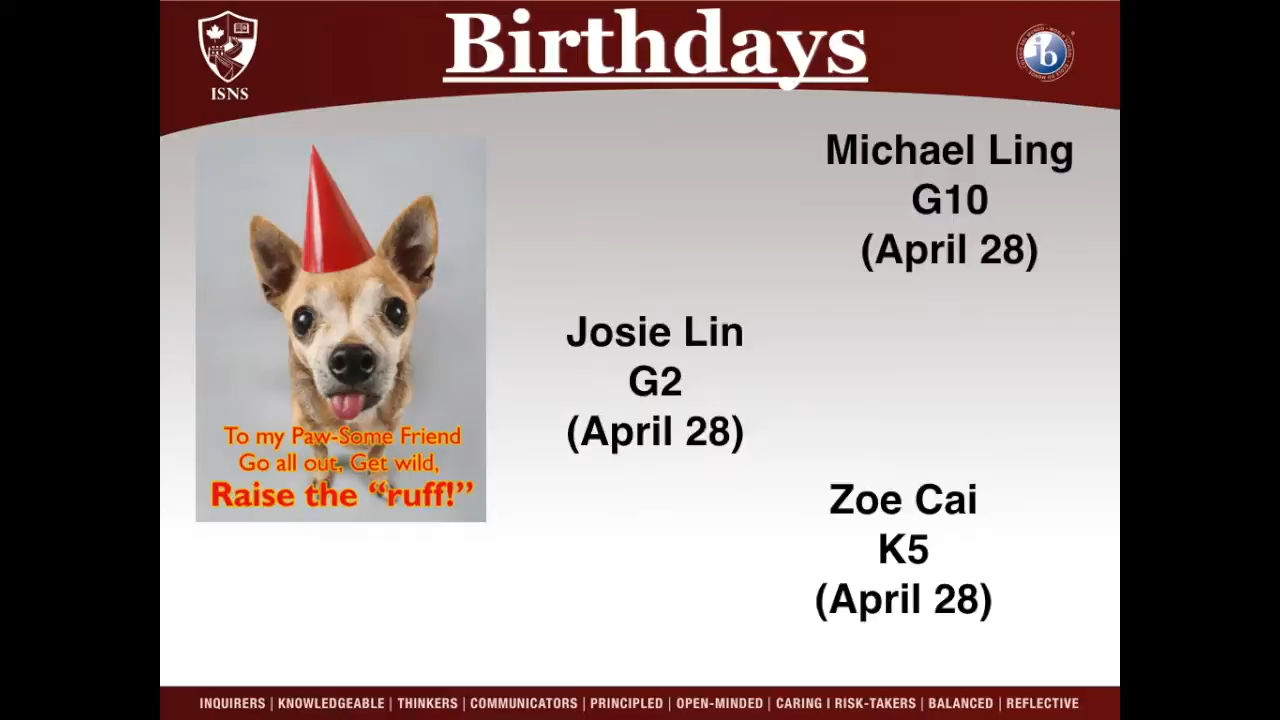 Birthdays
ISNS
ib
Michael Ling
G10
(April 28)
Josie Lin
G2
(April 28)
To my Paw-Some Friend
Go all out, Get wild,
Raise the “ruff!”
Zoe Cai
K5
(April 28)
INQUIRERS | KNOWLEDGEABLE | THINKERS | COMMUNICATORS | PRINCIPLED | OPEN-MINDED | CARING I RISK-TAKERS | BALANCED | REFLECTIVE